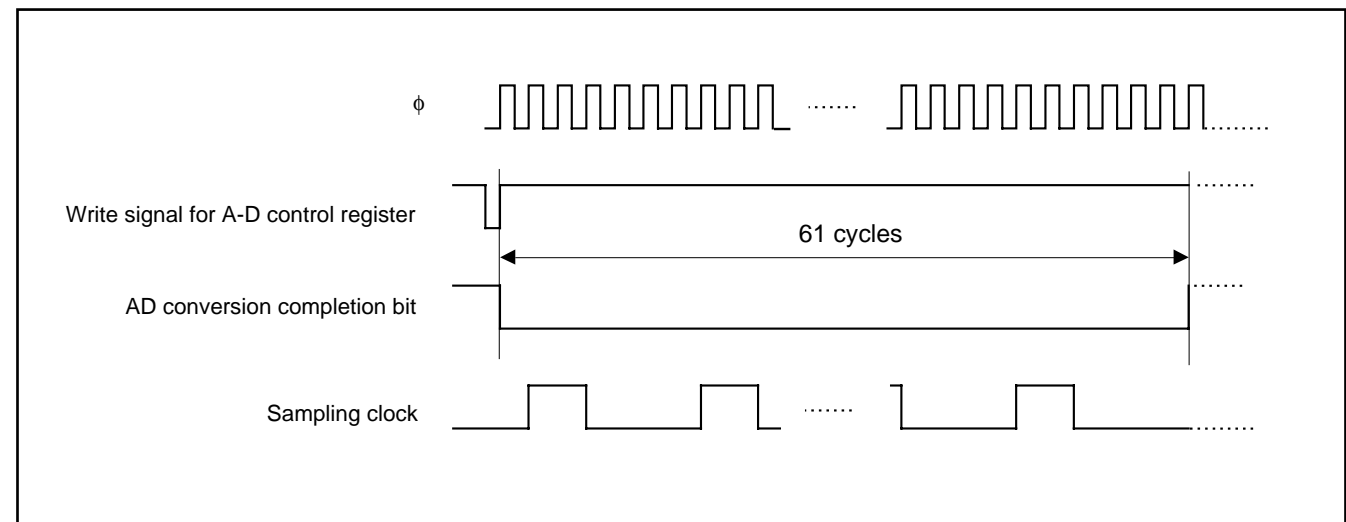 ϕ
Write signal for A-D control register
61 cycles
AD conversion completion bit
Sampling clock